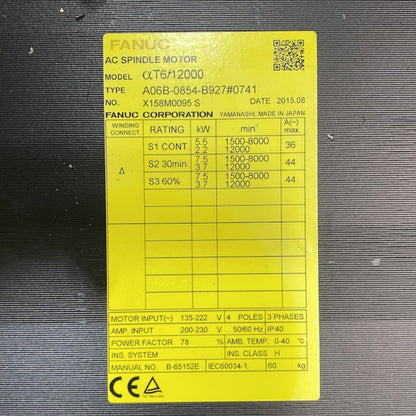 FANUC
AC SPINDLE MOTOR
MODEL αT6/12000
TYPE A06B-0854-B927#0741
NO. X158M0095 S DATE 2015.08
FANUC CORPORATION YAMANASHI, MADE IN JAPAN
WINDING CONNECT RATING kW min⁻¹ A(~) max.
△
S1 CONT. 5.5 1500-8000 36
2.2 12000
S2 30min. 7.5 1500-8000 44
3.7 12000
S3 60% 7.5 1500-8000 44
3.7 12000
MOTOR INPUT(~) 135-222 V 4 POLES 3 PHASES
AMP. INPUT 200-230 V 50/60 Hz IP40
POWER FACTOR 78 % AMB. TEMP. 0-40 °C
INS. SYSTEM INS. CLASS H
MANUAL NO. B-65152E IEC60034-1 60 kg
CE